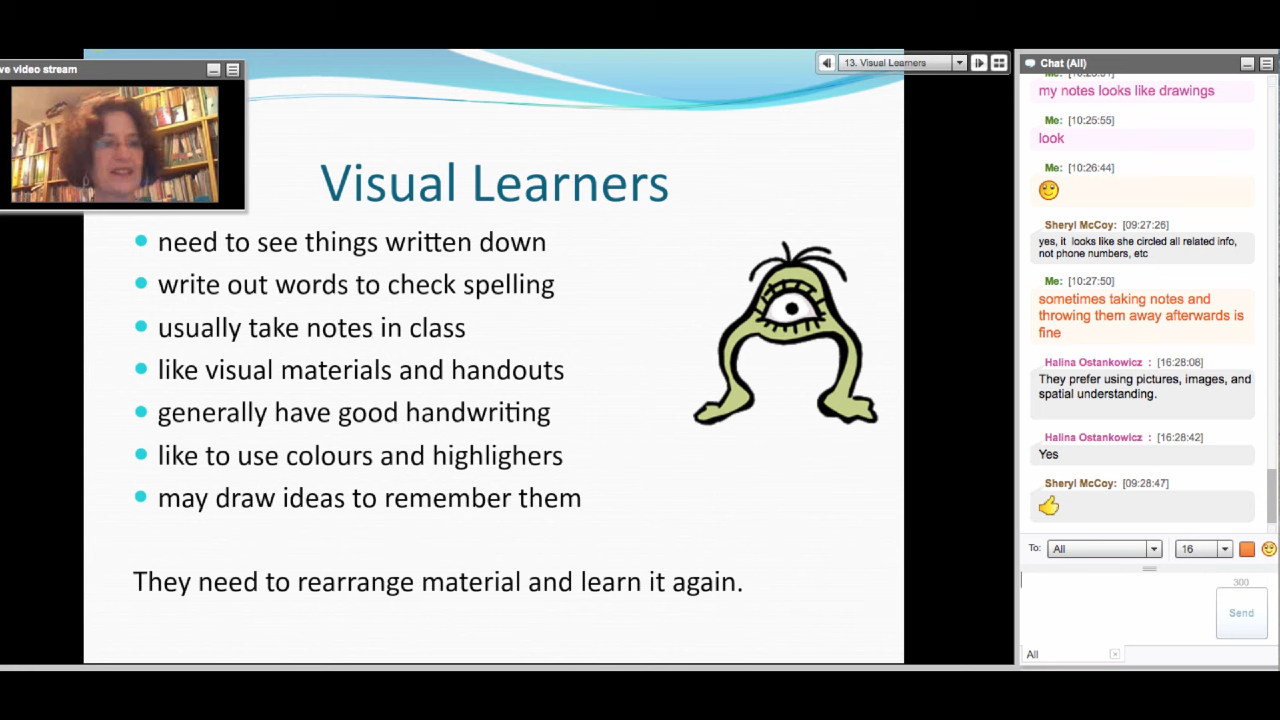 ve video stream
13. Visual Learners
Visual Learners
need to see things written down
write out words to check spelling
usually take notes in class
like visual materials and handouts
generally have good handwriting
like to use colours and highlighers
may draw ideas to remember them
They need to rearrange material and learn it again.
Chat (All)
my notes looks like drawings
Me: [10:25:55]
look
Me: [10:26:44]
Sheryl McCoy: [09:27:26]
yes, it looks like she circled all related info,
not phone numbers, etc
Me: [10:27:50]
sometimes taking notes and
throwing them away afterwards is
fine
Halina Ostankowicz : [16:28:08]
They prefer using pictures, images, and
spatial understanding.
Halina Ostankowicz : [16:28:42]
Yes
Sheryl McCoy: [09:28:47]
To: All 16
300
Send
All